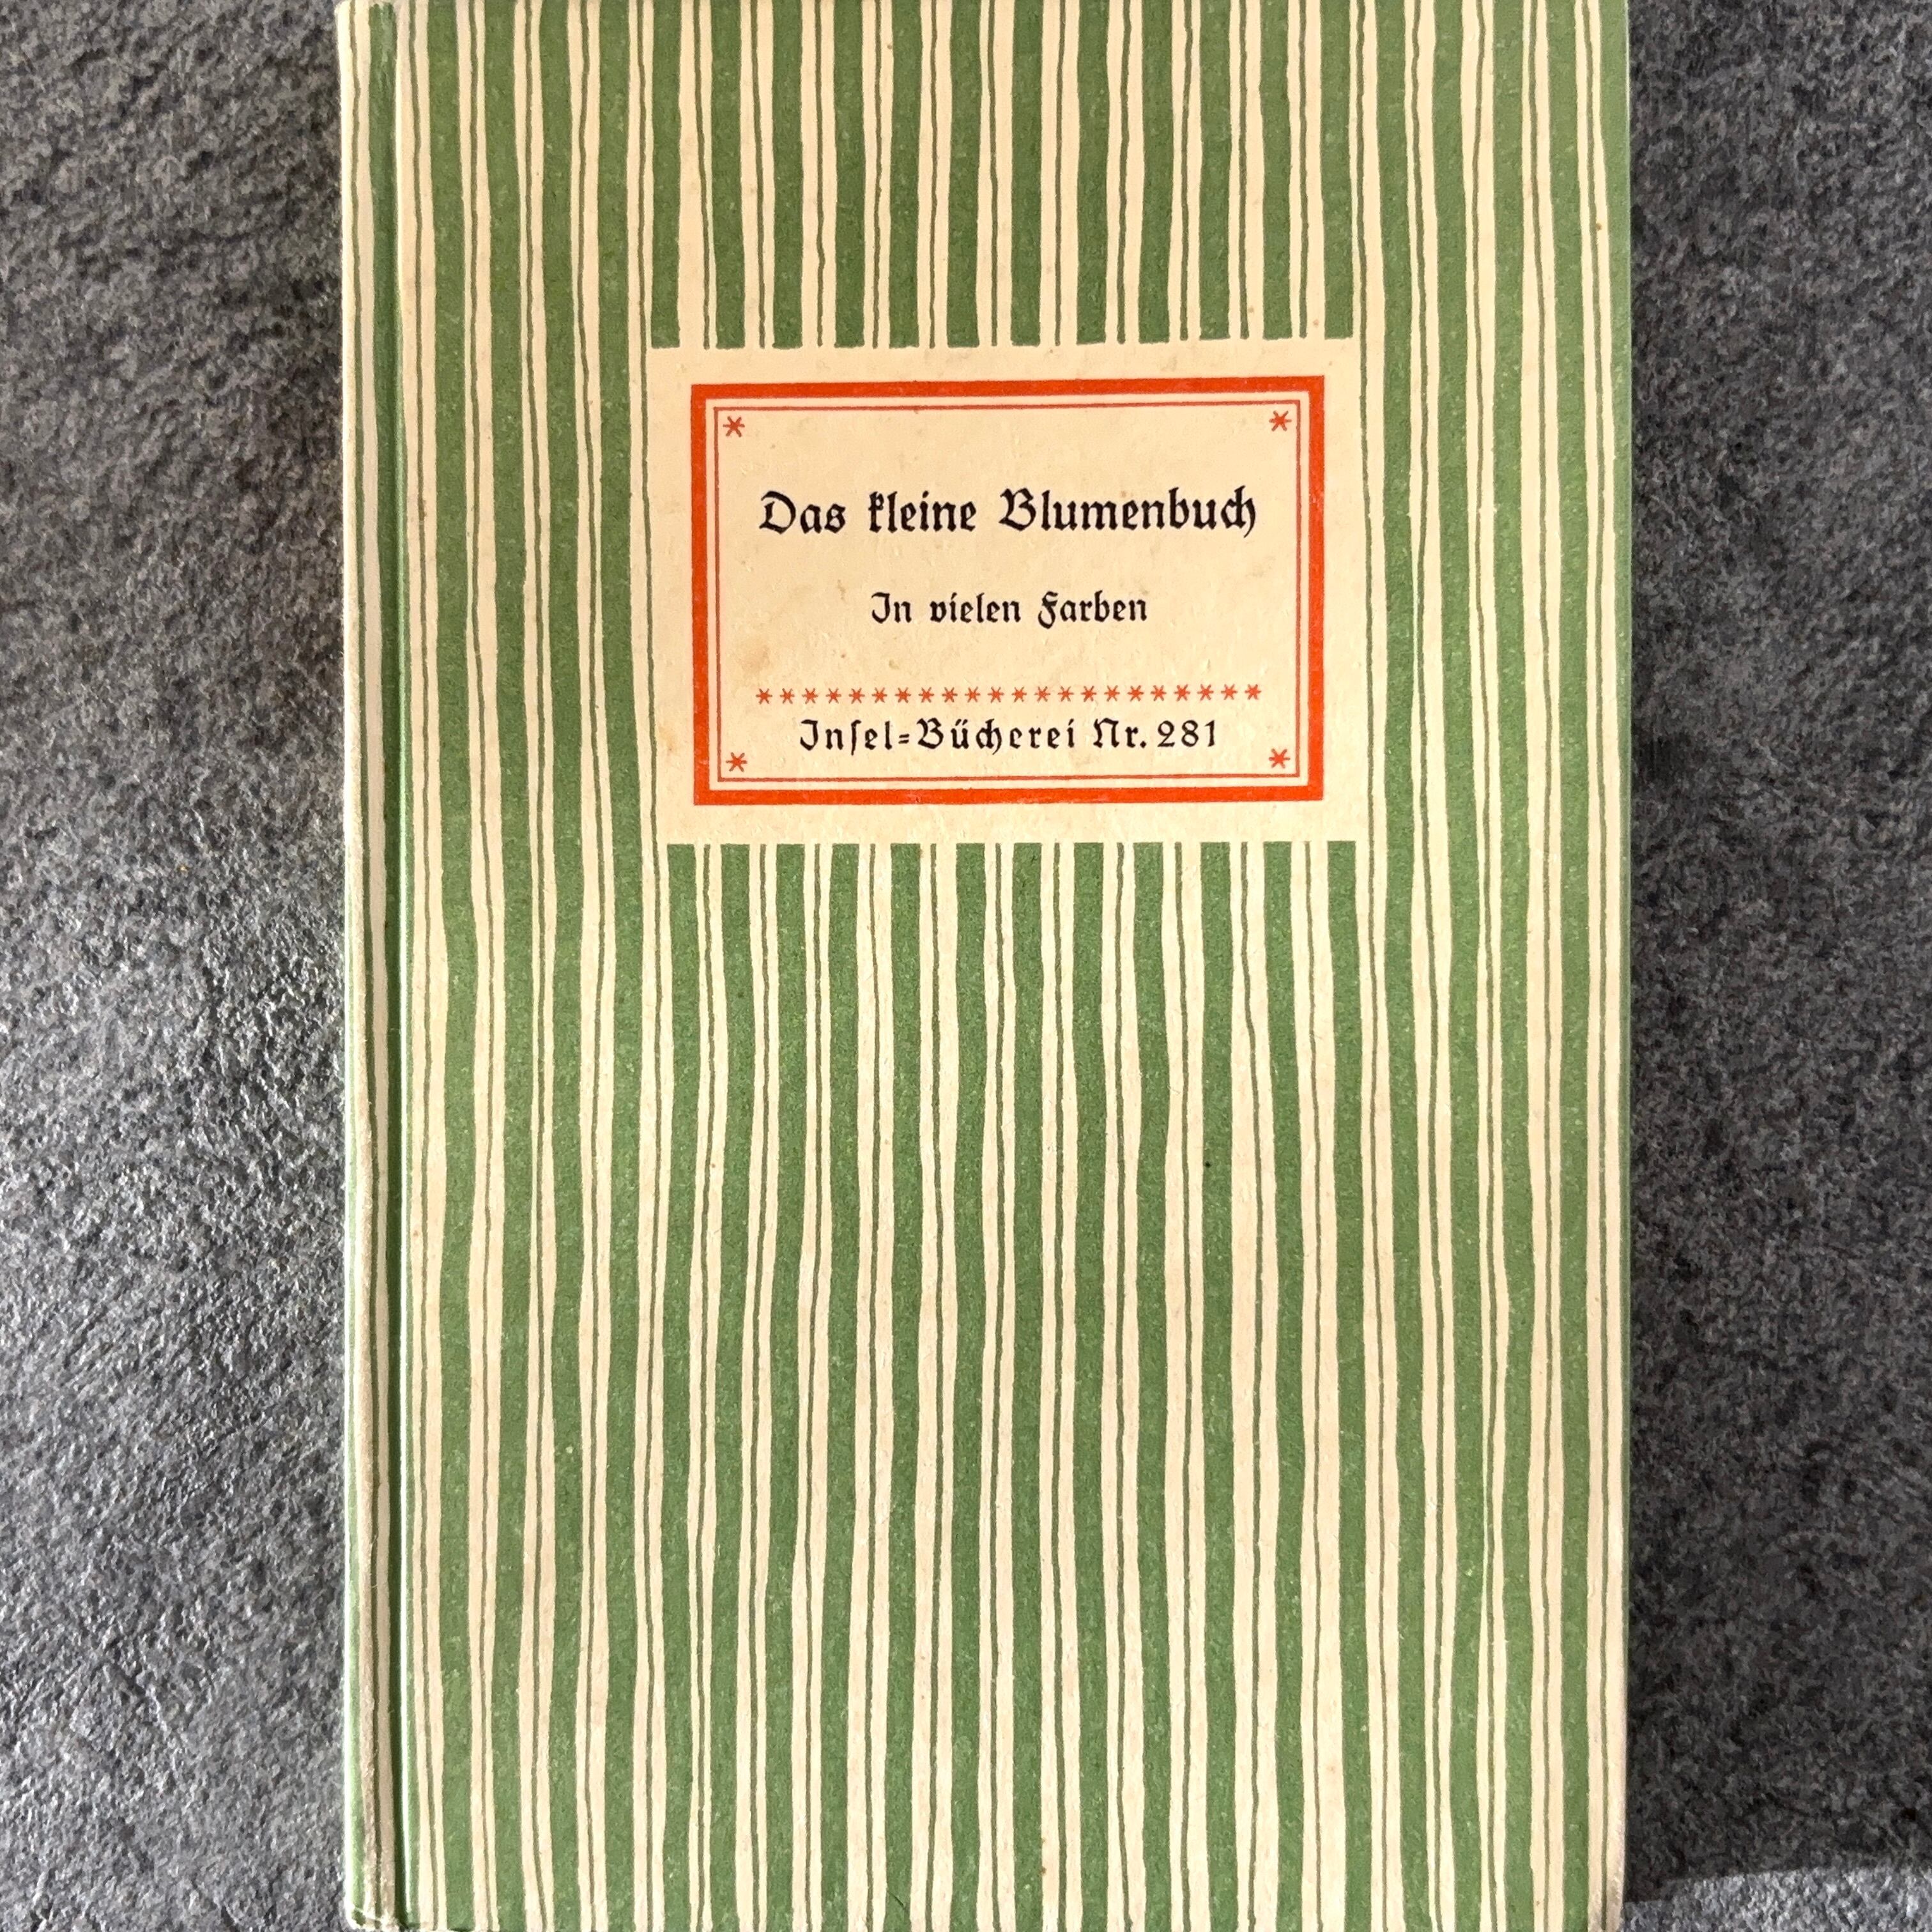 Das kleine Blumenbuch
In vielen Farben
Inſel-Bücherei Nr. 281